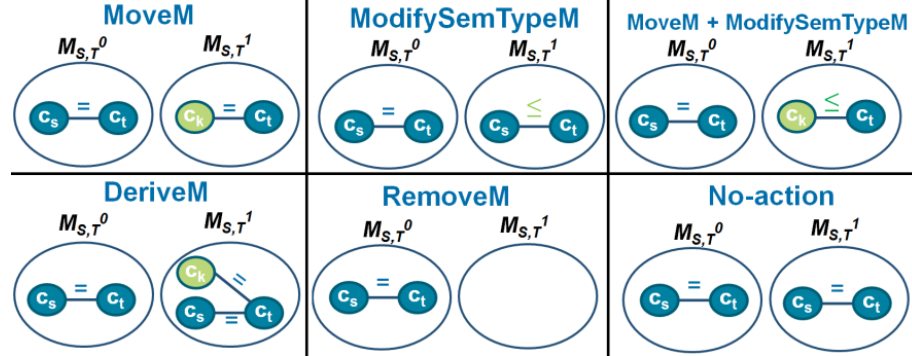 MoveM
M_{S,T}^0 M_{S,T}^1
c_s = c_t c_k = c_t
ModifySemTypeM
M_{S,T}^0 M_{S,T}^1
c_s = c_t c_s ≤ c_t
MoveM + ModifySemTypeM
M_{S,T}^0 M_{S,T}^1
c_s = c_t c_k ≤ c_t
DeriveM
M_{S,T}^0 M_{S,T}^1
c_k =
c_s = c_t c_s = c_t
RemoveM
M_{S,T}^0 M_{S,T}^1
c_s = c_t
No-action
M_{S,T}^0 M_{S,T}^1
c_s = c_t c_s = c_t